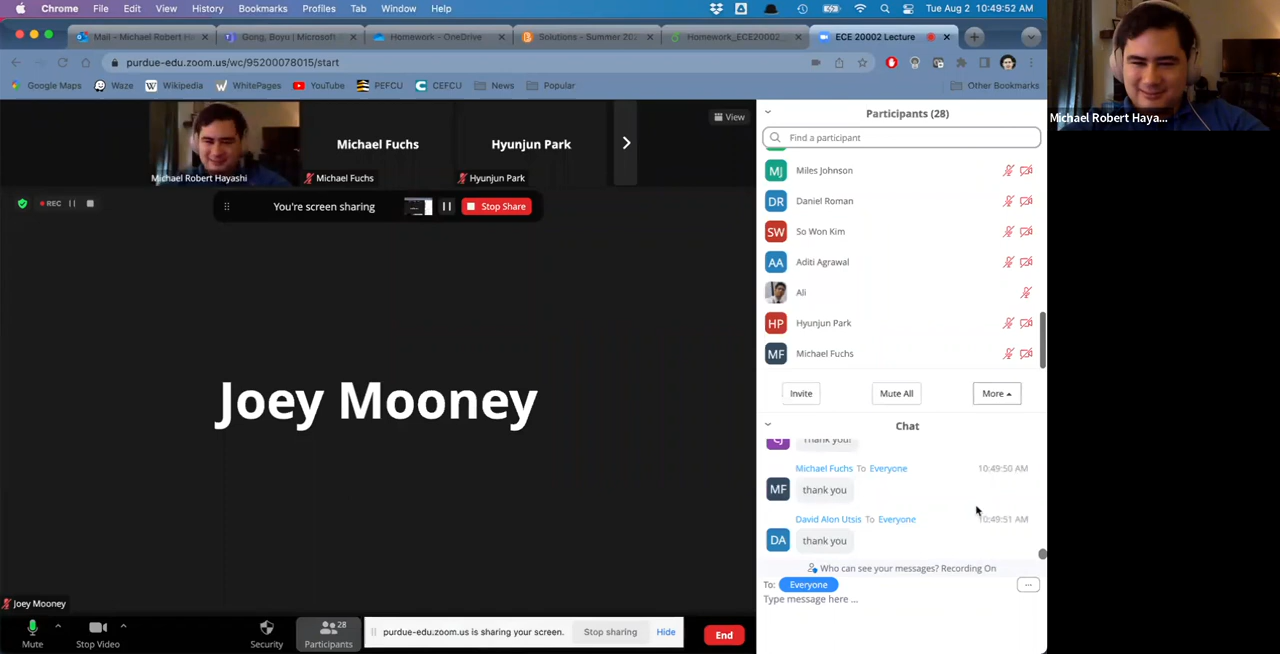 Chrome File Edit View History Bookmarks Profiles Tab Window Help Tue Aug 2 10:49:52 AM
Mail - Michael Robert H Gong, Boyu | Microsoft Homework - OneDrive Solutions - Summer 202 Homework_ECE20002 ECE 20002 Lecture
purdue-edu.zoom.us/wc/95200078015/start
Google Maps Waze Wikipedia WhitePages YouTube PEFCU CEFCU News Popular Other Bookmarks
View
Michael Fuchs
Hyunjun Park
Michael Robert Hayashi
Michael Fuchs
Hyunjun Park
REC
You're screen sharing
Stop Share
Joey Mooney
Joey Mooney
Mute
Stop Video
Security
28
Participants
purdue-edu.zoom.us is sharing your screen. Stop sharing Hide
End
Participants (28)
Find a participant
MJ Miles Johnson
DR Daniel Roman
SW So Won Kim
AA Aditi Agrawal
Ali
HP Hyunjun Park
MF Michael Fuchs
Invite Mute All More
Chat
CJ Thank you!
Michael Fuchs To Everyone 10:49:50 AM
MF thank you
David Alon Utsis To Everyone 10:49:51 AM
DA thank you
Who can see your messages? Recording On
To: Everyone ...
Type message here ...
Michael Robert Haya...